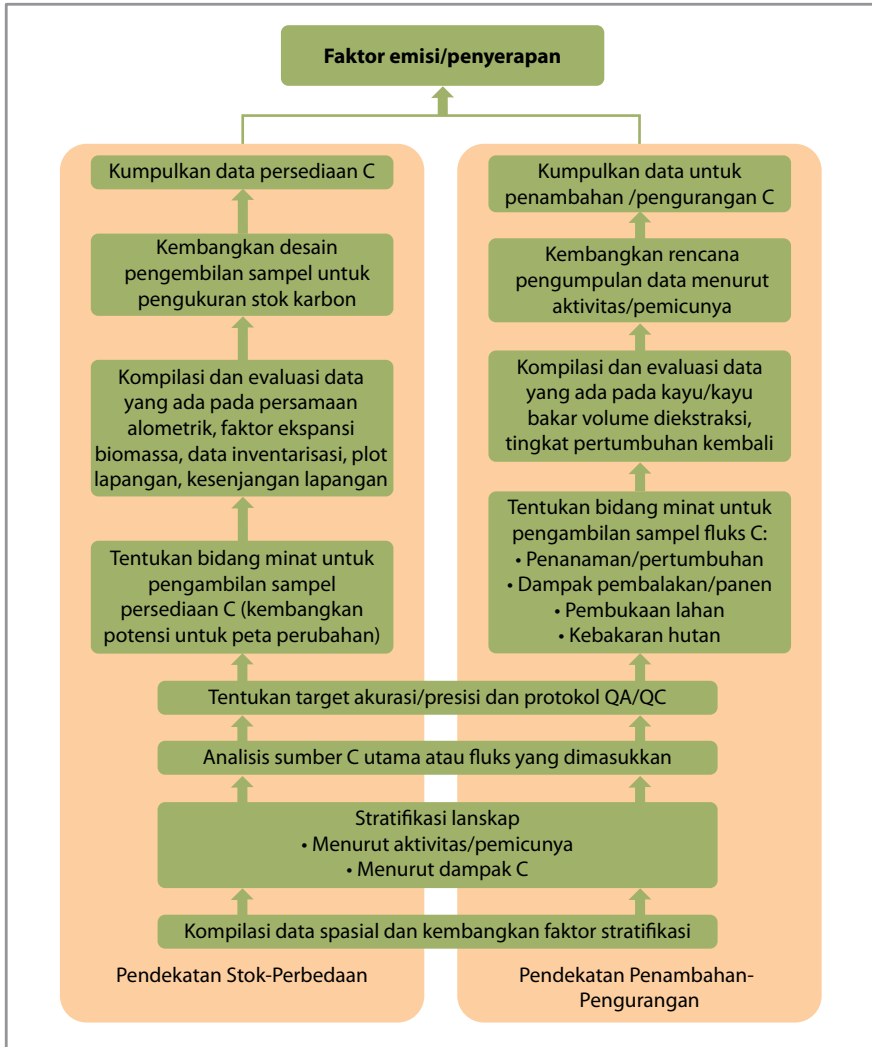 Faktor emisi/penyerapan
Kumpulkan data persediaan C
Kembangkan desain
pengembilan sampel untuk
pengukuran stok karbon
Kompilasi dan evaluasi data
yang ada pada persamaan
alometrik, faktor ekspansi
biomassa, data inventarisasi, plot
lapangan, kesenjangan lapangan
Tentukan bidang minat untuk
pengambilan sampel
persediaan C (kembangkan
potensi untuk peta perubahan)
Kumpulkan data untuk
penambahan /pengurangan C
Kembangkan rencana
pengumpulan data menurut
aktivitas/pemicunya
Kompilasi dan evaluasi data
yang ada pada kayu/kayu
bakar volume diekstraksi,
tingkat pertumbuhan kembali
Tentukan bidang minat untuk
pengambilan sampel fluks C:
• Penanaman/pertumbuhan
• Dampak pembalakan/panen
• Pembukaan lahan
• Kebakaran hutan
Tentukan target akurasi/presisi dan protokol QA/QC
Analisis sumber C utama atau fluks yang dimasukkan
Stratifikasi lanskap
• Menurut aktivitas/pemicunya
• Menurut dampak C
Kompilasi data spasial dan kembangkan faktor stratifikasi
Pendekatan Stok-Perbedaan
Pendekatan Penambahan-
Pengurangan